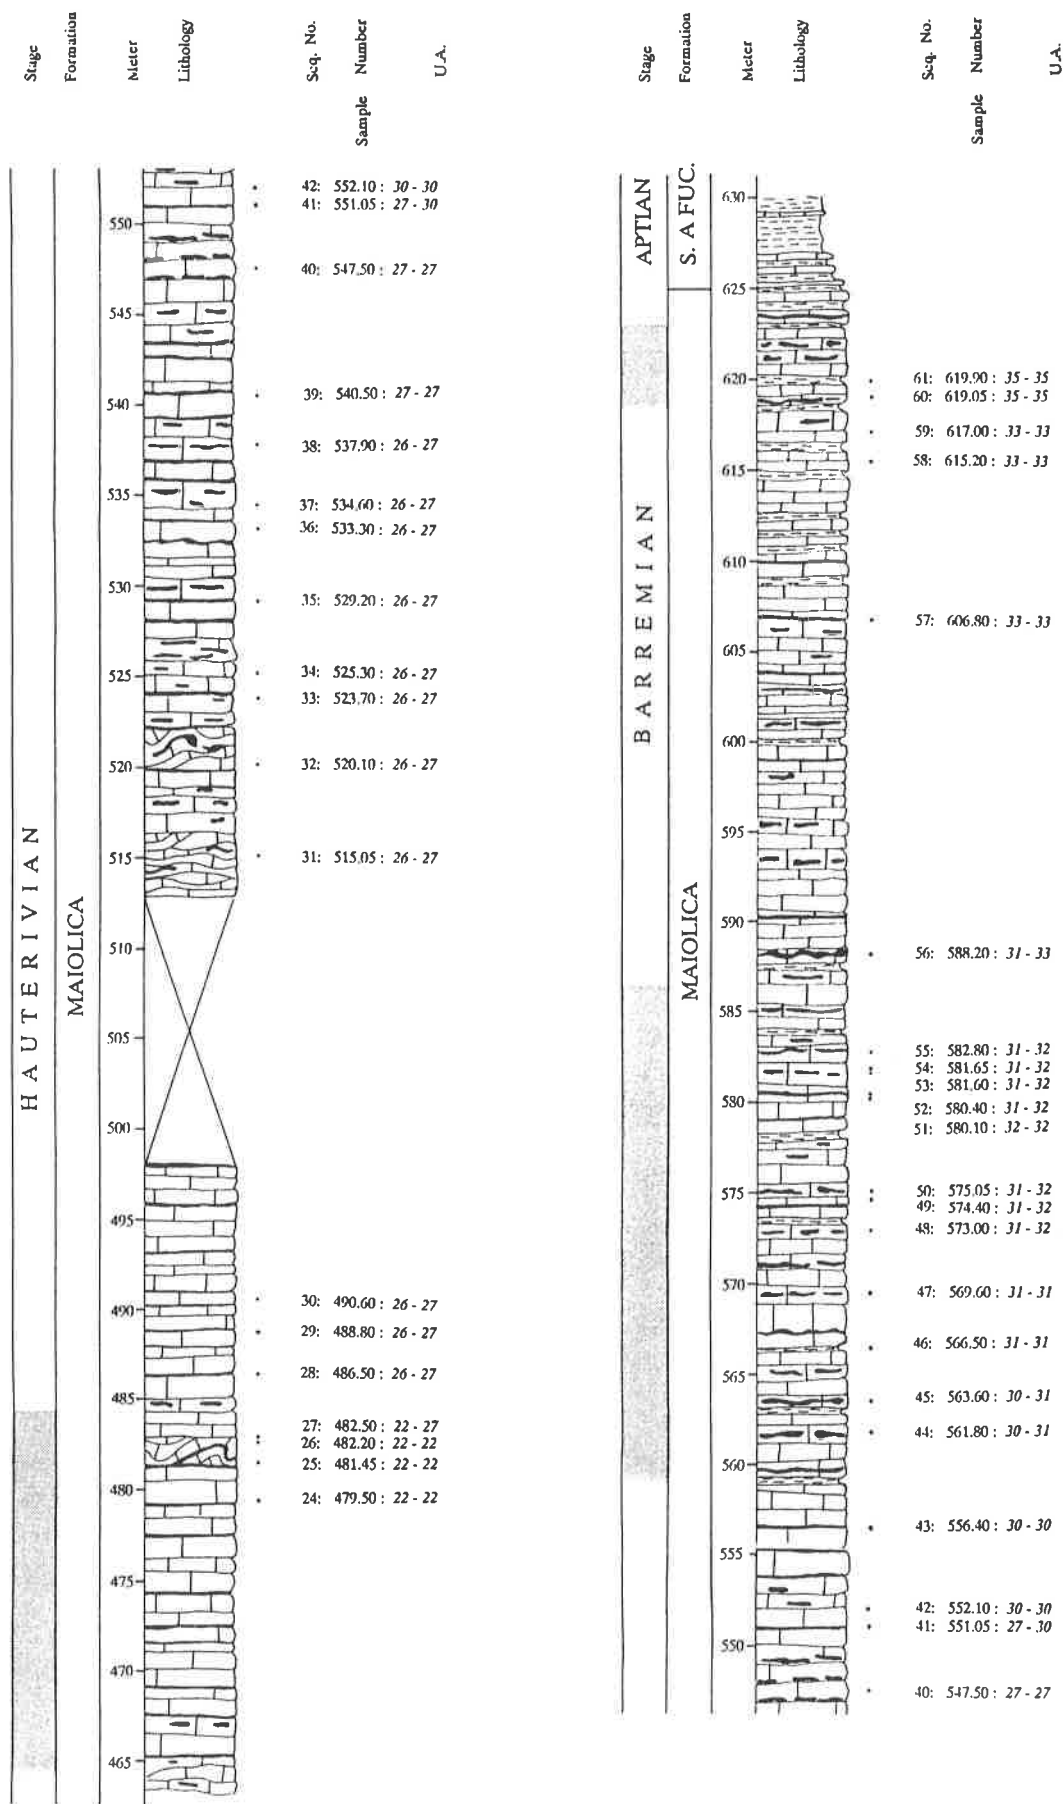 Stage
Formation
Meter
Lithology
Seq. No.
Sample Number
U.A.
HAUTERIVIAN
MAIOLICA
550
545
540
535
530
525
520
515
510
505
500
495
490
485
480
475
470
465
42: 552.10 : 30 - 30
41: 551.05 : 27 - 30
40: 547.50 : 27 - 27
39: 540.50 : 27 - 27
38: 537.90 : 26 - 27
37: 534.60 : 26 - 27
36: 533.30 : 26 - 27
35: 529.20 : 26 - 27
34: 525.30 : 26 - 27
33: 523.70 : 26 - 27
32: 520.10 : 26 - 27
31: 515.05 : 26 - 27
30: 490.60 : 26 - 27
29: 488.80 : 26 - 27
28: 486.50 : 26 - 27
27: 482.50 : 22 - 27
26: 482.20 : 22 - 22
25: 481.45 : 22 - 22
24: 479.50 : 22 - 22
Stage
Formation
Meter
Lithology
Seq. No.
Sample Number
U.A.
APTIAN
BARREMIAN
S. A FUC.
MAIOLICA
630
625
620
615
610
605
600
595
590
585
580
575
570
565
560
555
550
61: 619.90 : 35 - 35
60: 619.05 : 35 - 35
59: 617.00 : 33 - 33
58: 615.20 : 33 - 33
57: 606.80 : 33 - 33
56: 588.20 : 31 - 33
55: 582.80 : 31 - 32
54: 581.65 : 31 - 32
53: 581.60 : 31 - 32
52: 580.40 : 31 - 32
51: 580.10 : 32 - 32
50: 575.05 : 31 - 32
49: 574.40 : 31 - 32
48: 573.00 : 31 - 32
47: 569.60 : 31 - 31
46: 566.50 : 31 - 31
45: 563.60 : 30 - 31
44: 561.80 : 30 - 31
43: 556.40 : 30 - 30
42: 552.10 : 30 - 30
41: 551.05 : 27 - 30
40: 547.50 : 27 - 27